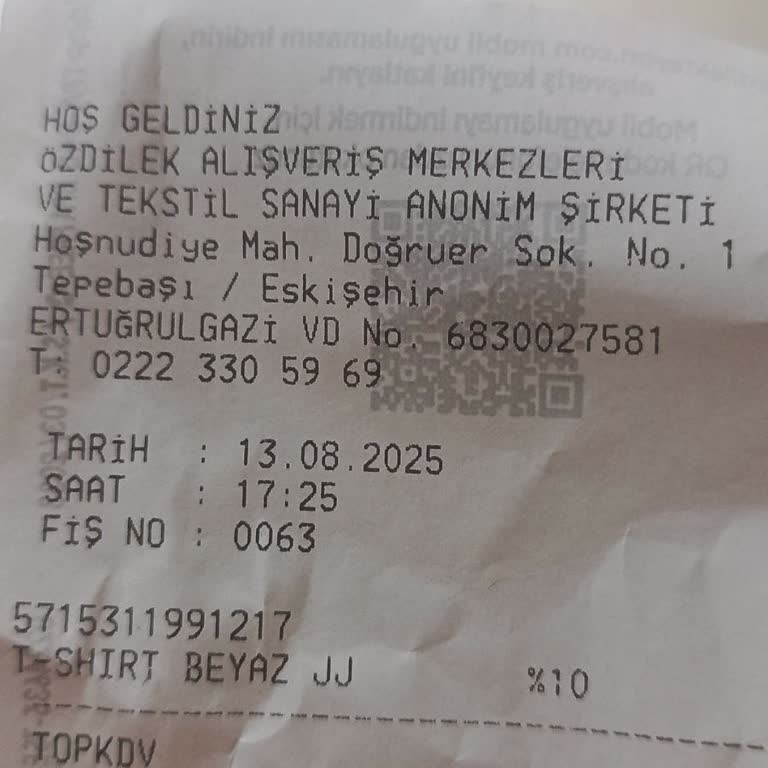 HOŞ GELDİNİZ
ÖZDİLEK ALIŞVERİŞ MERKEZLERİ
VE TEKSTİL SANAYİ ANONİM ŞİRKETİ
Hoşnudiye Mah. Doğruer Sok. No. 1
Tepebaşı / Eskişehir
ERTUĞRULGAZİ VD No. 6830027581
T: 0222 330 59 69
TARİH : 13.08.2025
SAAT : 17:25
FİŞ NO : 0063
5715311991217
T-SHIRT BEYAZ JJ %10
TOPKDV